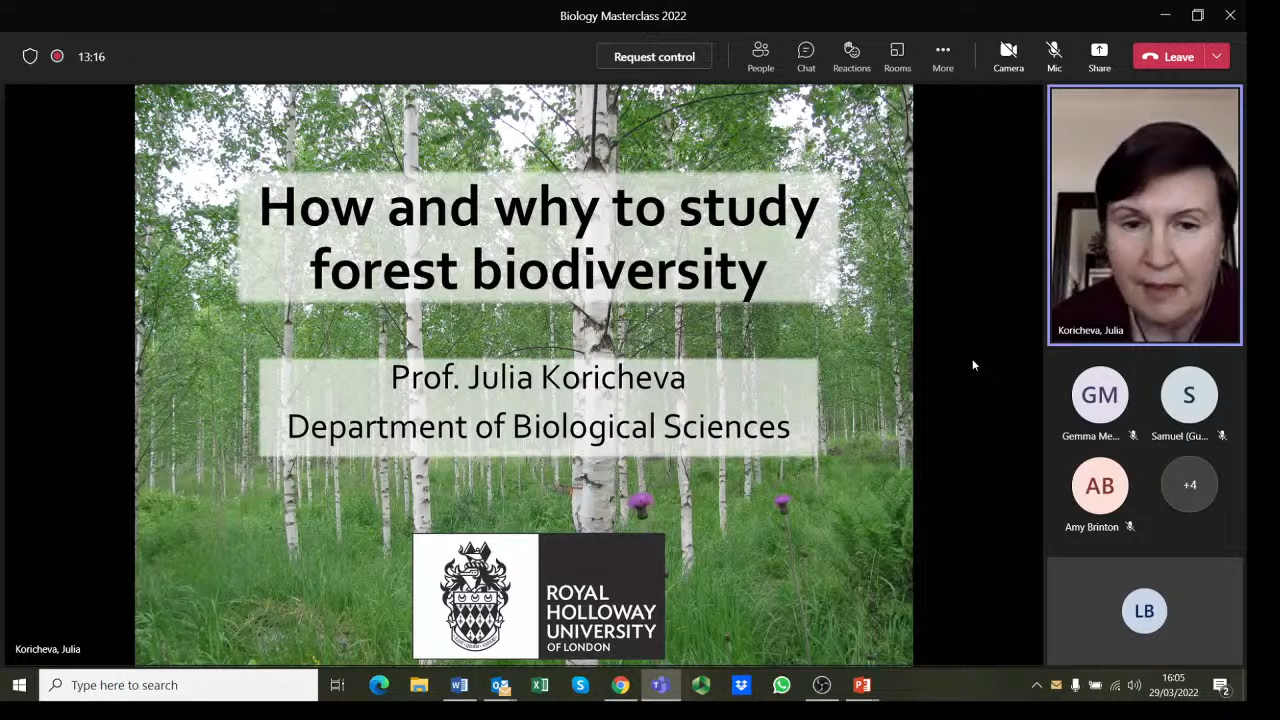 Biology Masterclass 2022
13:16
Request control
People
Chat
Reactions
Rooms
More
Camera
Mic
Share
Leave
How and why to study
forest biodiversity
Prof. Julia Koricheva
Department of Biological Sciences
ROYAL
HOLLOWAY
UNIVERSITY
OF LONDON
Koricheva, Julia
Koricheva, Julia
GM
S
Gemma Me...
Samuel (Gu...
AB
+4
Amy Brinton
LB
Type here to search
16:05
29/03/2022
2